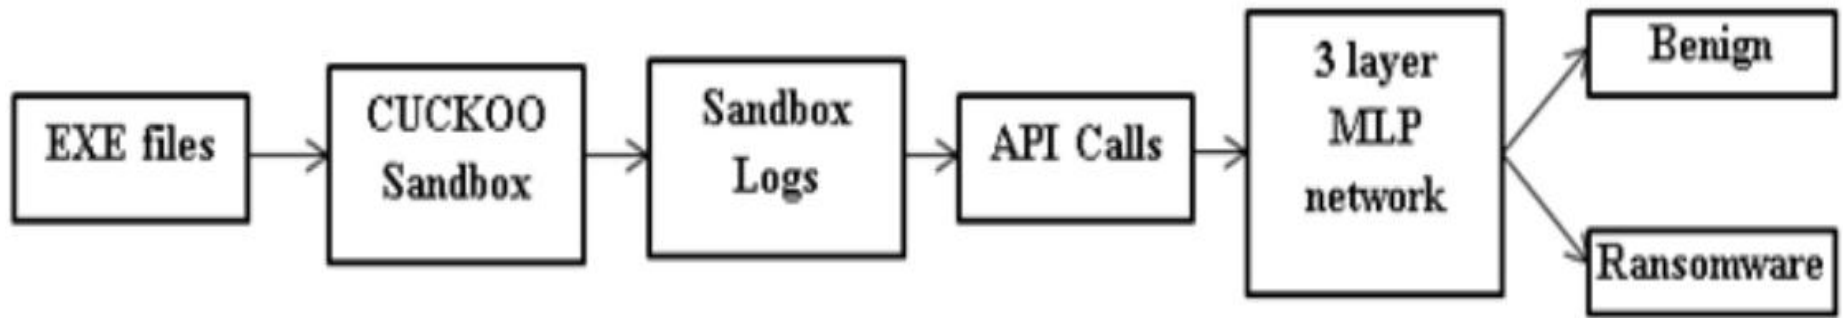 EXE files
CUCKOO
Sandbox
Sandbox
Logs
API Calls
3 layer
MLP
network
Benign
Ransomware